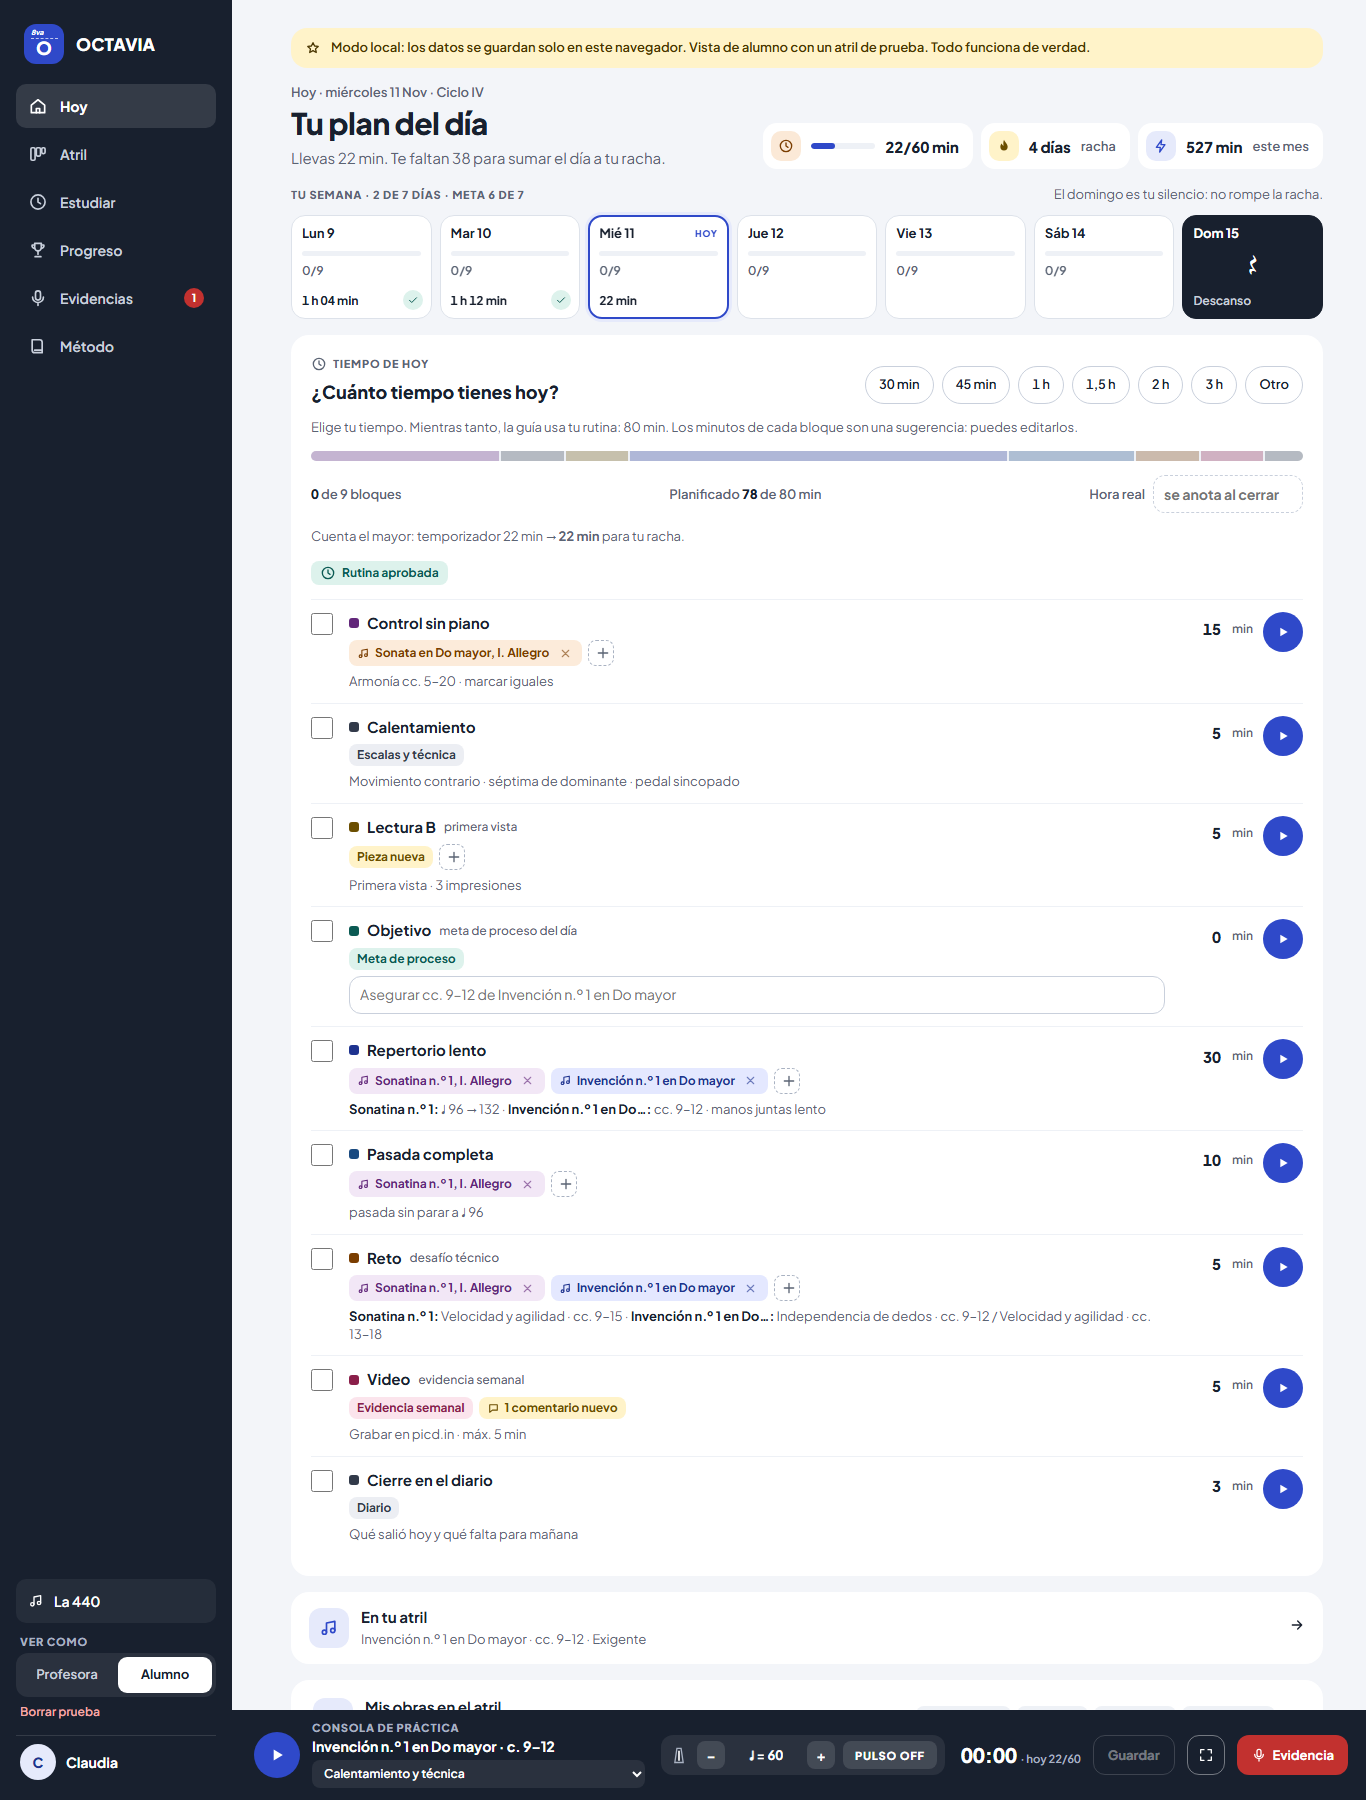 8va
OCTAVIA
Hoy
Atril
Estudiar
Progreso
Evidencias 1
Método
La 440
VER COMO
Profesora Alumno
Borrar prueba
C Claudia
Modo local: los datos se guardan solo en este navegador. Vista de alumno con un atril de prueba. Todo funciona de verdad.
Hoy · miércoles 11 Nov · Ciclo IV
Tu plan del día
Llevas 22 min. Te faltan 38 para sumar el día a tu racha.
22/60 min
4 días racha
527 min este mes
TU SEMANA · 2 DE 7 DÍAS · META 6 DE 7
El domingo es tu silencio: no rompe la racha.
Lun 9
0/9
1 h 04 min
Mar 10
0/9
1 h 12 min
Mié 11 HOY
0/9
22 min
Jue 12
0/9
Vie 13
0/9
Sáb 14
0/9
Dom 15
Descanso
TIEMPO DE HOY
¿Cuánto tiempo tienes hoy?
30 min 45 min 1 h 1,5 h 2 h 3 h Otro
Elige tu tiempo. Mientras tanto, la guía usa tu rutina: 80 min. Los minutos de cada bloque son una sugerencia: puedes editarlos.
0 de 9 bloques
Planificado 78 de 80 min
Hora real se anota al cerrar
Cuenta el mayor: temporizador 22 min → 22 min para tu racha.
Rutina aprobada
Control sin piano 15 min
Sonata en Do mayor, I. Allegro × +
Armonía cc. 5–20 · marcar iguales
Calentamiento 5 min
Escalas y técnica
Movimiento contrario · séptima de dominante · pedal sincopado
Lectura B primera vista 5 min
Pieza nueva +
Primera vista · 3 impresiones
Objetivo meta de proceso del día 0 min
Meta de proceso
Asegurar cc. 9–12 de Invención n.º 1 en Do mayor
Repertorio lento 30 min
Sonatina n.º 1, I. Allegro × Invención n.º 1 en Do mayor × +
Sonatina n.º 1: ♩ 96 → 132 · Invención n.º 1 en Do…: cc. 9–12 · manos juntas lento
Pasada completa 10 min
Sonatina n.º 1, I. Allegro × +
pasada sin parar a ♩ 96
Reto desafío técnico 5 min
Sonatina n.º 1, I. Allegro × Invención n.º 1 en Do mayor × +
Sonatina n.º 1: Velocidad y agilidad · cc. 9–15 · Invención n.º 1 en Do…: Independencia de dedos · cc. 9–12 / Velocidad y agilidad · cc.
13–18
Video evidencia semanal 5 min
Evidencia semanal 1 comentario nuevo
Grabar en picd.in · máx. 5 min
Cierre en el diario 3 min
Diario
Qué salió hoy y qué falta para mañana
En tu atril
Invención n.º 1 en Do mayor · cc. 9–12 · Exigente
Mis obras en el atril
CONSOLA DE PRÁCTICA
Invención n.º 1 en Do mayor · c. 9–12
Calentamiento y técnica
– ♩ = 60 + PULSO OFF
00:00 · hoy 22/60
Guardar
Evidencia